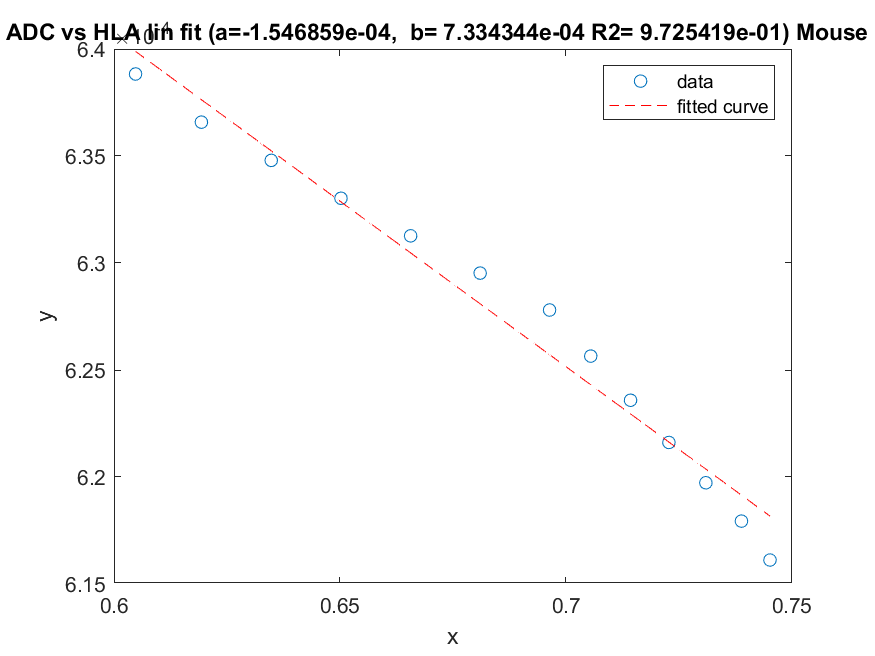 ADC vs HLA lin fit (a=-1.546859e-04, b= 7.334344e-04 R2= 9.725419e-01) Mouse
6.4
6.35
6.3
6.25
6.2
6.15
0.6
0.65
0.7
0.75
x
y
data
fitted curve